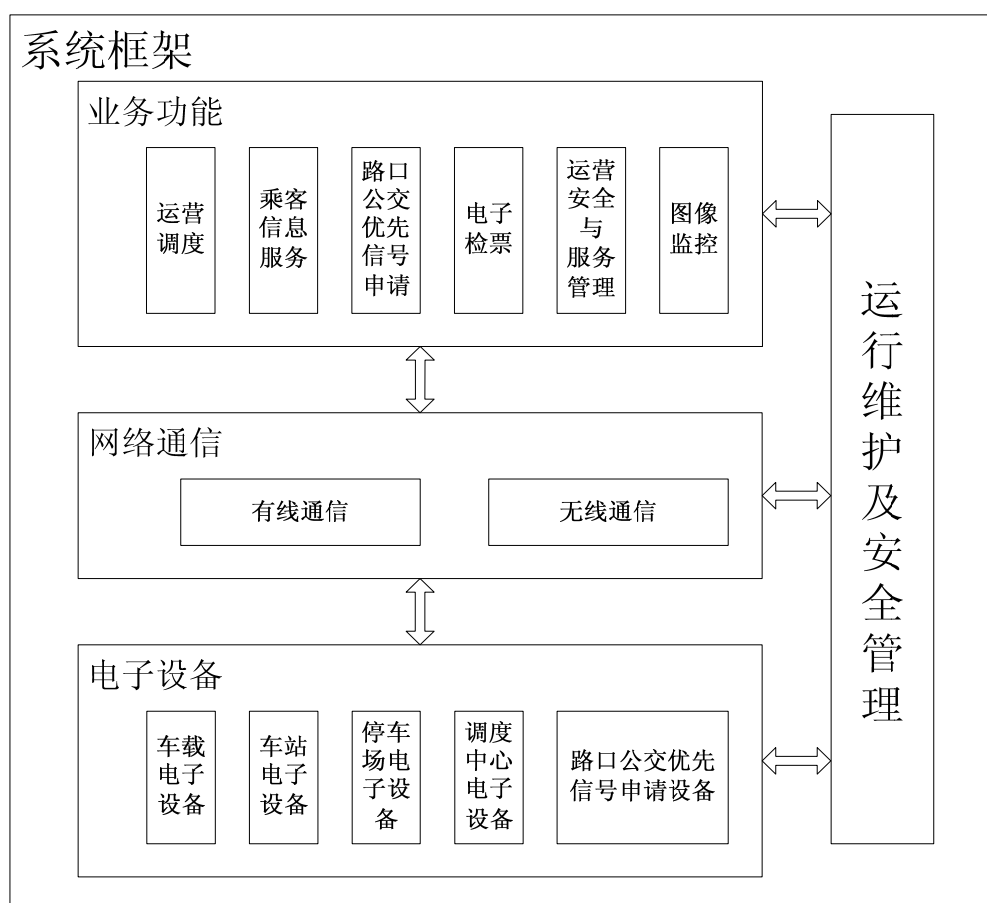 系统框架
业务功能
运营
调度
乘客
信息
服务
路口
公交
优先
信号
申请
电子
检票
运营
安全
与
服务
管理
图像
监控
网络通信
有线通信
无线通信
电子设备
车载
电子
设备
车站
电子
设备
停车
场电
子设
备
调度
中心
电子
设备
路口公交优先
信号申请设备
运行维护及安全管理